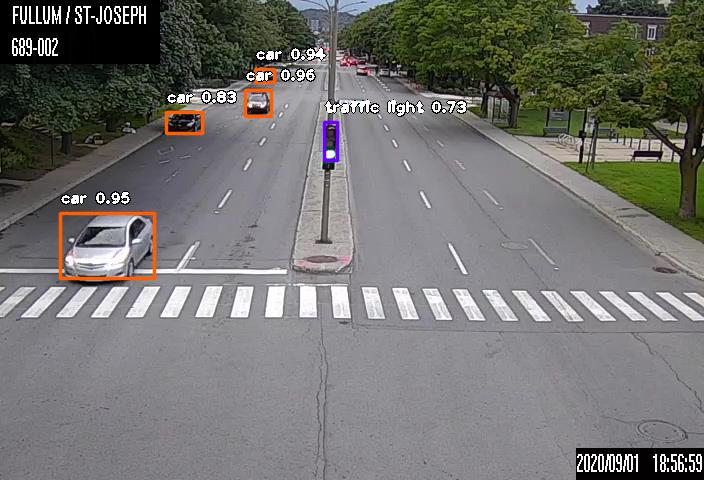 FULLUM / ST-JOSEPH
689-002
car 0.94
car 0.96
car 0.83
traffic light 0.73
car 0.95
2020/09/01 18:56:59